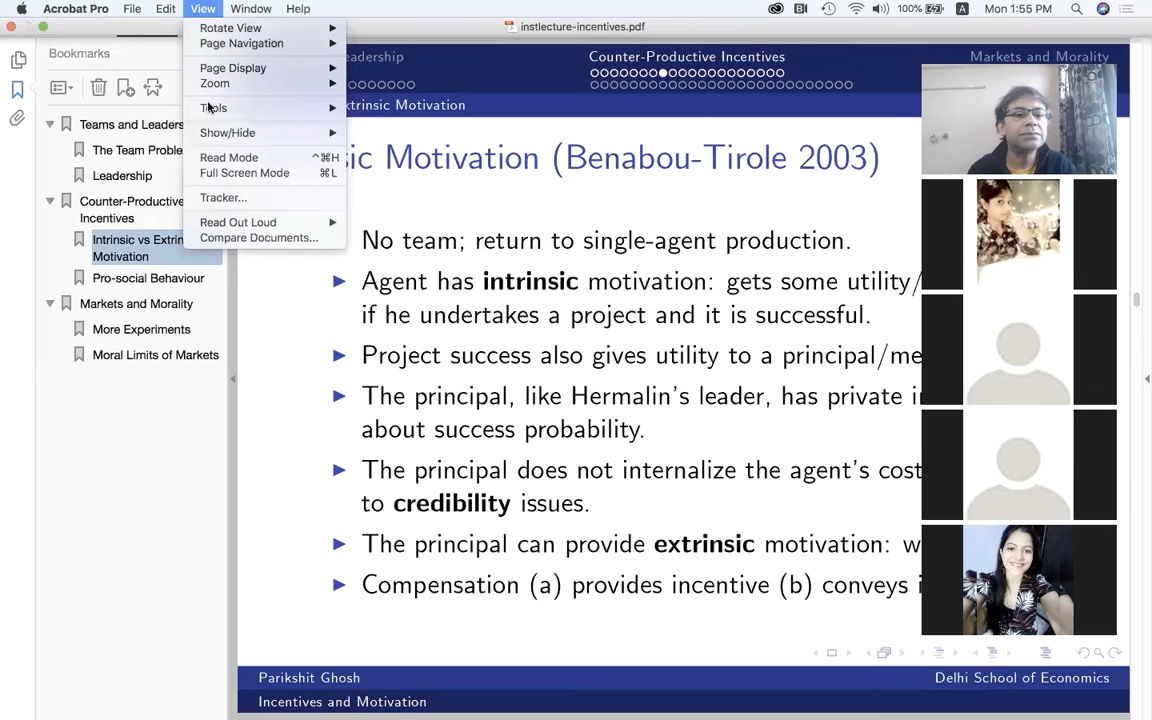 Acrobat Pro File Edit View Window Help 100% A Mon 1:55 PM
instlecture-incentives.pdf
Bookmarks
Teams and Leaders
The Team Proble
Leadership
Counter-Productive
Incentives
Intrinsic vs Extrin
Motivation
Pro-social Behaviour
Markets and Morality
More Experiments
Moral Limits of Markets
Rotate View
Page Navigation
Page Display
Zoom
Tools
Show/Hide
Read Mode ^⌘H
Full Screen Mode ⌘L
Tracker...
Read Out Loud
Compare Documents...
eadership Counter-Productive Incentives Markets and Morality
xtrinsic Motivation
sic Motivation (Benabou-Tirole 2003)
No team; return to single-agent production.
Agent has intrinsic motivation: gets some utility/
if he undertakes a project and it is successful.
Project success also gives utility to a principal/me
The principal, like Hermalin's leader, has private i
about success probability.
The principal does not internalize the agent's cost
to credibility issues.
The principal can provide extrinsic motivation: w
Compensation (a) provides incentive (b) conveys i
Parikshit Ghosh Delhi School of Economics
Incentives and Motivation